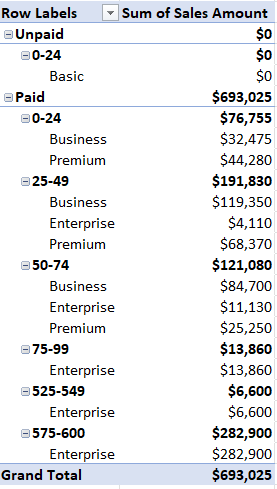 Row Labels Sum of Sales Amount
Unpaid $0
0-24 $0
Basic $0
Paid $693,025
0-24 $76,755
Business $32,475
Premium $44,280
25-49 $191,830
Business $119,350
Enterprise $4,110
Premium $68,370
50-74 $121,080
Business $84,700
Enterprise $11,130
Premium $25,250
75-99 $13,860
Enterprise $13,860
525-549 $6,600
Enterprise $6,600
575-600 $282,900
Enterprise $282,900
Grand Total $693,025